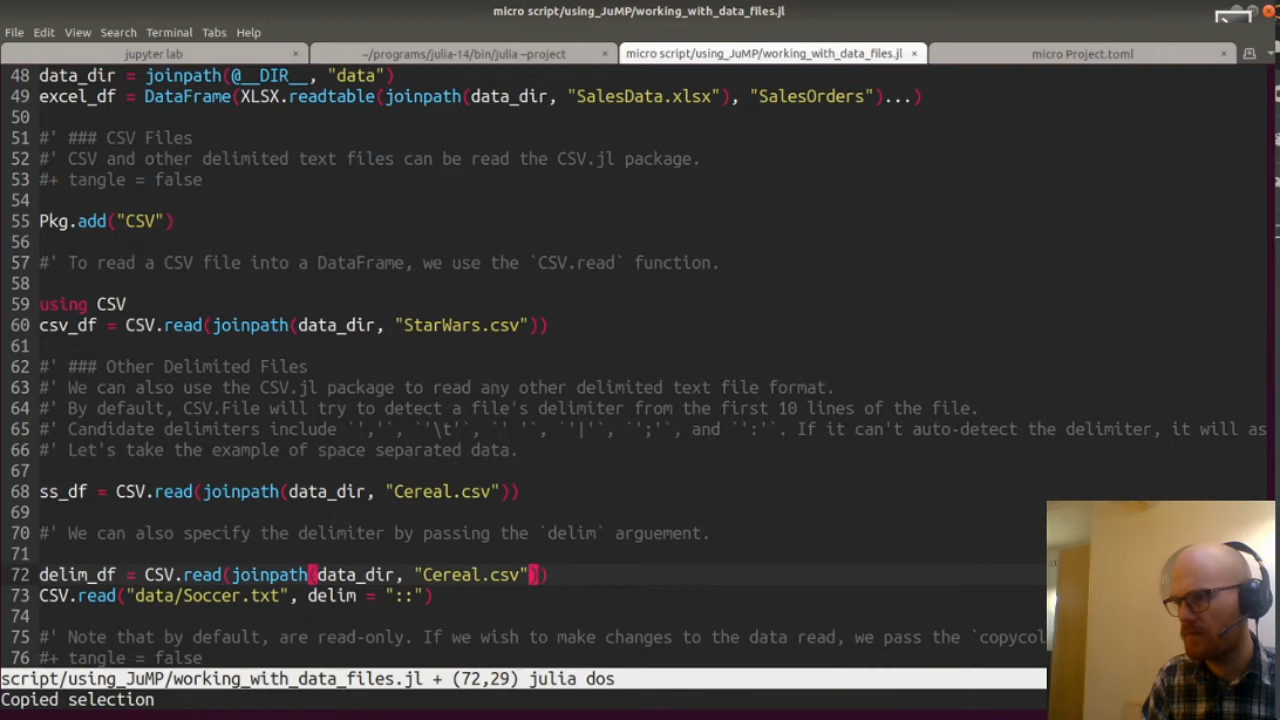 micro script/using_JuMP/working_with_data_files.jl
File Edit View Search Terminal Tabs Help
jupyter lab × ~/programs/julia-14/bin/julia –project × micro script/using_JuMP/working_with_data_files.jl × micro Project.toml ×
48 data_dir = joinpath(@__DIR__, "data")
49 excel_df = DataFrame(XLSX.readtable(joinpath(data_dir, "SalesData.xlsx"), "SalesOrders")...)
50
51 #' ### CSV Files
52 #' CSV and other delimited text files can be read the CSV.jl package.
53 #+ tangle = false
54
55 Pkg.add("CSV")
56
57 #' To read a CSV file into a DataFrame, we use the `CSV.read` function.
58
59 using CSV
60 csv_df = CSV.read(joinpath(data_dir, "StarWars.csv"))
61
62 #' ### Other Delimited Files
63 #' We can also use the CSV.jl package to read any other delimited text file format.
64 #' By default, CSV.File will try to detect a file's delimiter from the first 10 lines of the file.
65 #' Candidate delimiters include `','`, `'\t'`, `' '`, `'|'`, `';'`, and `':'`. If it can't auto-detect the delimiter, it will as
66 #' Let's take the example of space separated data.
67
68 ss_df = CSV.read(joinpath(data_dir, "Cereal.csv"))
69
70 #' We can also specify the delimiter by passing the `delim` arguement.
71
72 delim_df = CSV.read(joinpath(data_dir, "Cereal.csv"))
73 CSV.read("data/Soccer.txt", delim = "::")
74
75 #' Note that by default, are read-only. If we wish to make changes to the data read, we pass the `copycol
76 #+ tangle = false
script/using_JuMP/working_with_data_files.jl + (72,29) julia dos
Copied selection